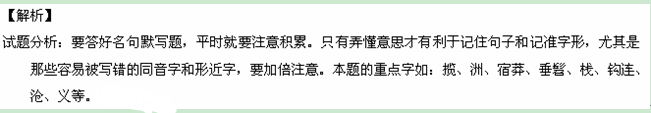 【解析】
试题分析：要答好名句默写题，平时就要注意积累。只有弄懂意思才有利于记住句子和记准字形，尤其是
那些容易被写错的同音字和形近字，要加倍注意。本题的重点字如：揽、洲、宿莽、垂髫、栈、钩连、
沧、义等。